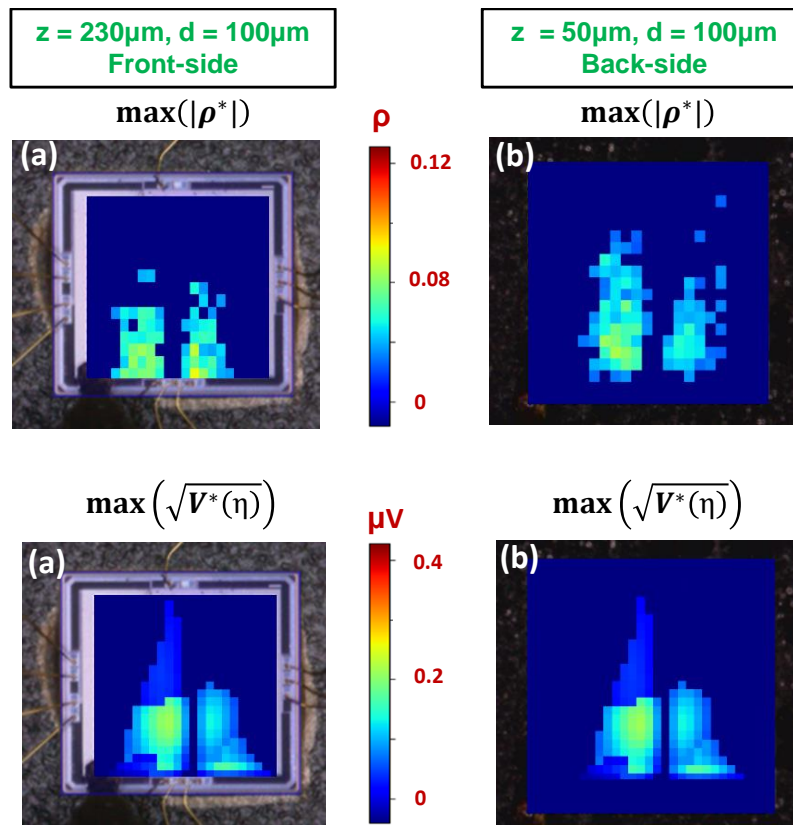 z = 230µm, d = 100µm
Front-side
z = 50µm, d = 100µm
Back-side
max(|ρ*|)
ρ
max(|ρ*|)
(a)
(b)
0.12
0.08
0
max(√V*(η))
µV
max(√V*(η))
(a)
(b)
0.4
0.2
0